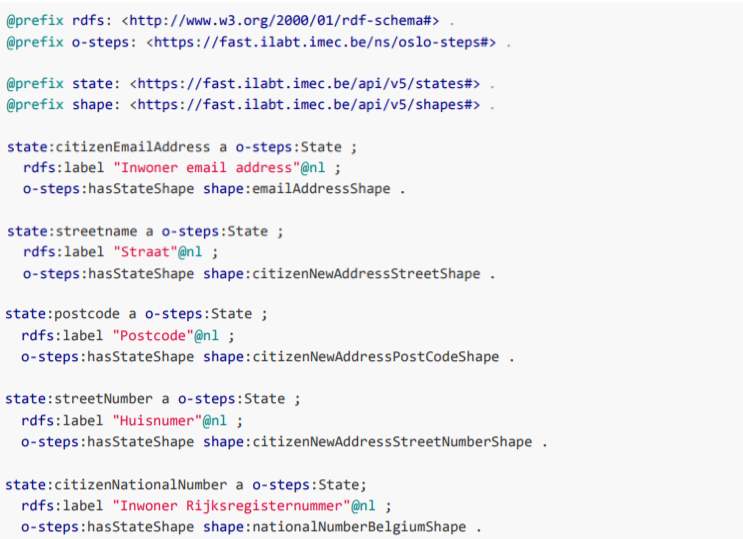 @prefix rdfs: <http://www.w3.org/2000/01/rdf-schema#> .
@prefix o-steps: <https://fast.ilabt.imec.be/ns/oslo-steps#> .
@prefix state: <https://fast.ilabt.imec.be/api/v5/states#> .
@prefix shape: <https://fast.ilabt.imec.be/api/v5/shapes#> .
state:citizenEmailAddress a o-steps:State ;
rdfs:label "Inwoner email address"@nl ;
o-steps:hasStateShape shape:emailAddressShape .
state:streetname a o-steps:State ;
rdfs:label "Straat"@nl ;
o-steps:hasStateShape shape:citizenNewAddressStreetShape .
state:postcode a o-steps:State ;
rdfs:label "Postcode"@nl ;
o-steps:hasStateShape shape:citizenNewAddressPostCodeShape .
state:streetNumber a o-steps:State ;
rdfs:label "Huisnumer"@nl ;
o-steps:hasStateShape shape:citizenNewAddressStreetNumberShape .
state:citizenNationalNumber a o-steps:State;
rdfs:label "Inwoner Rijksregisternummer"@nl ;
o-steps:hasStateShape shape:nationalNumberBelgiumShape .